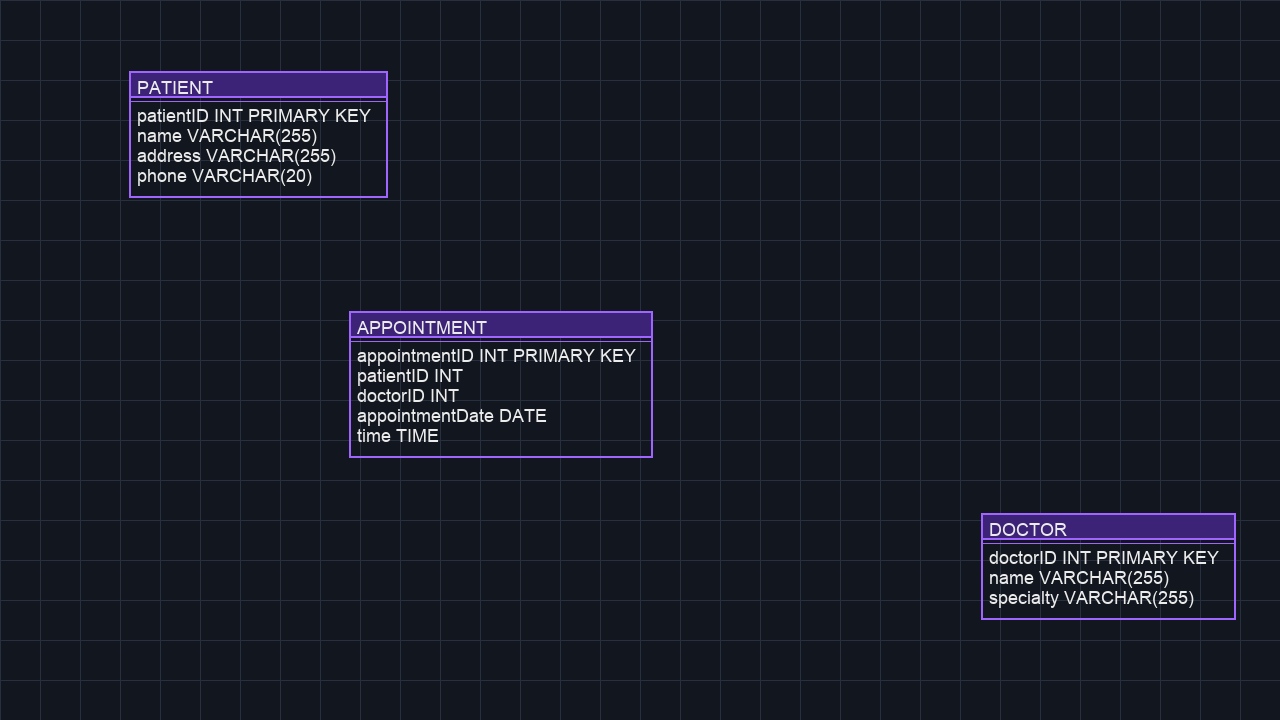 PATIENT
patientID INT PRIMARY KEY
name VARCHAR(255)
address VARCHAR(255)
phone VARCHAR(20)
APPOINTMENT
appointmentID INT PRIMARY KEY
patientID INT
doctorID INT
appointmentDate DATE
time TIME
DOCTOR
doctorID INT PRIMARY KEY
name VARCHAR(255)
specialty VARCHAR(255)